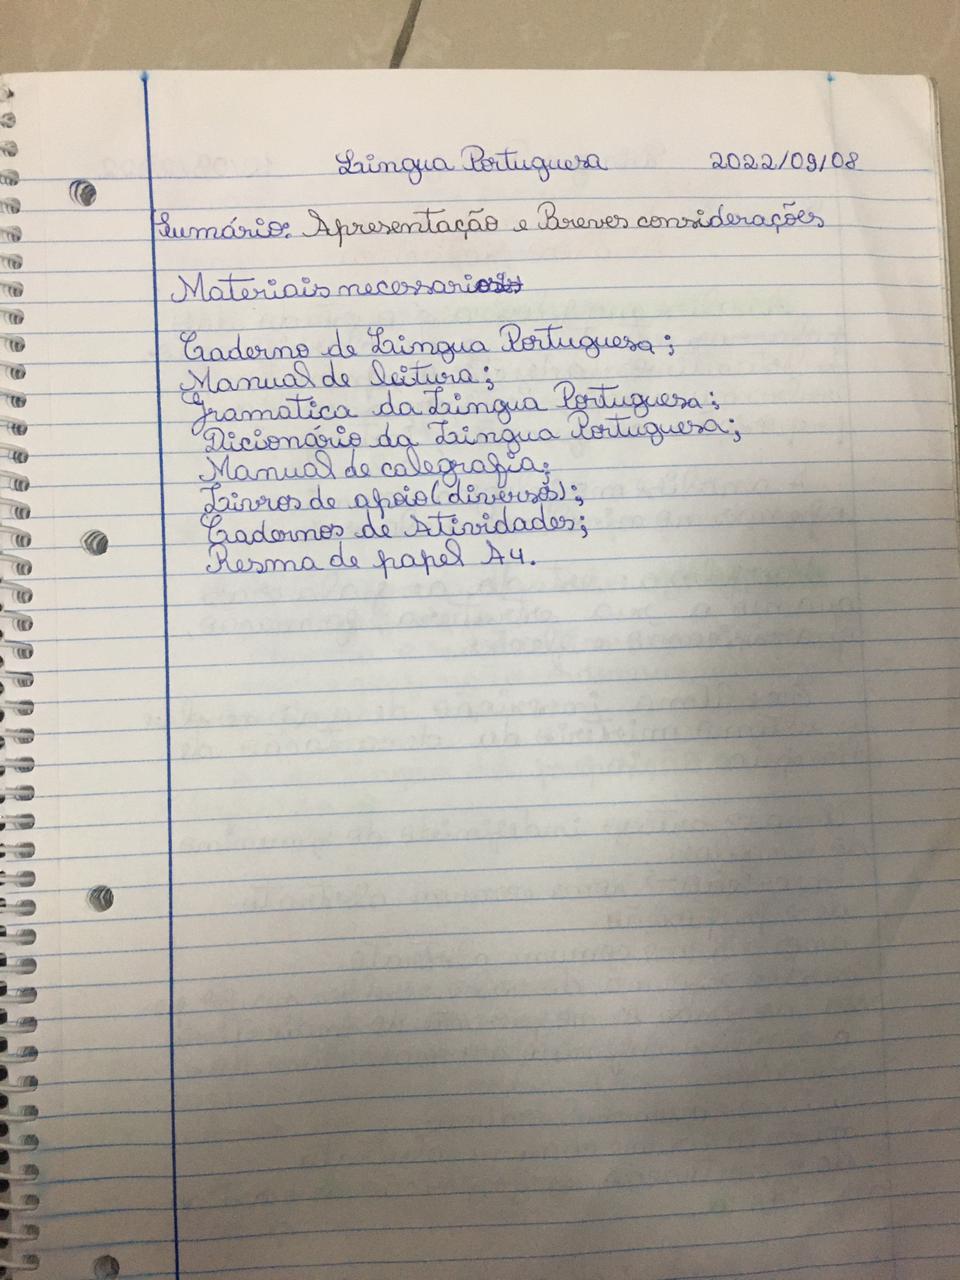 Língua Portuguesa 2022/09/08
Sumário: Apresentação e Breves considerações
Materiais necessarios
Caderno de Língua Portuguesa;
Manual de leitura;
Gramatica da Língua Portuguesa;
Dicionário da Língua Portuguesa;
Manual de calegrafia;
Livros de apoio (diversos);
Cadernos de Atividades;
Resma de papel A4.